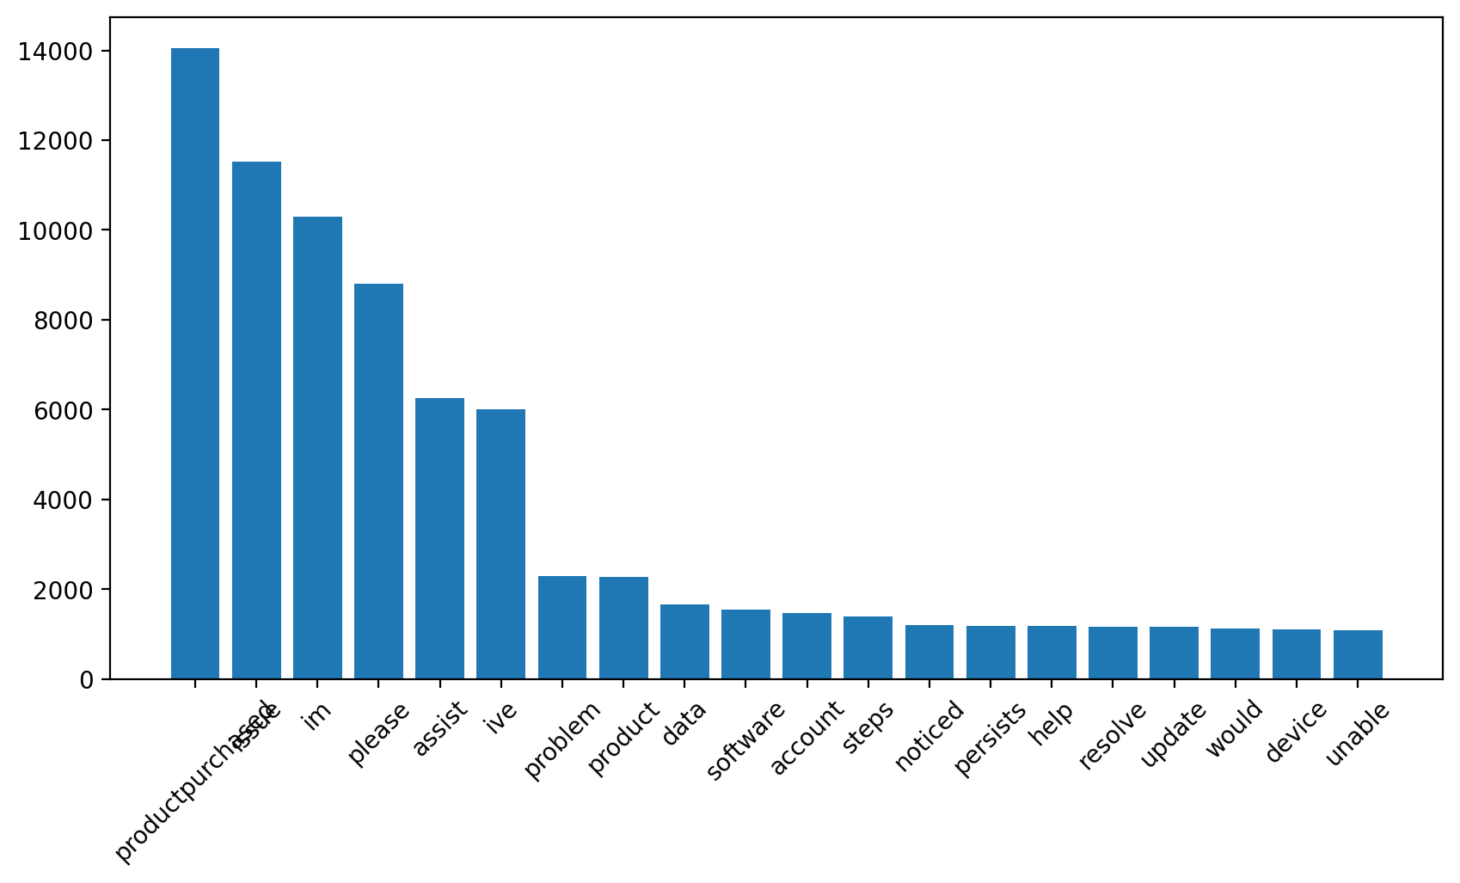 14000
12000
10000
8000
6000
4000
2000
0
productpurchased
issue
im
please
assist
ive
problem
product
data
software
account
steps
noticed
persists
help
resolve
update
would
device
unable